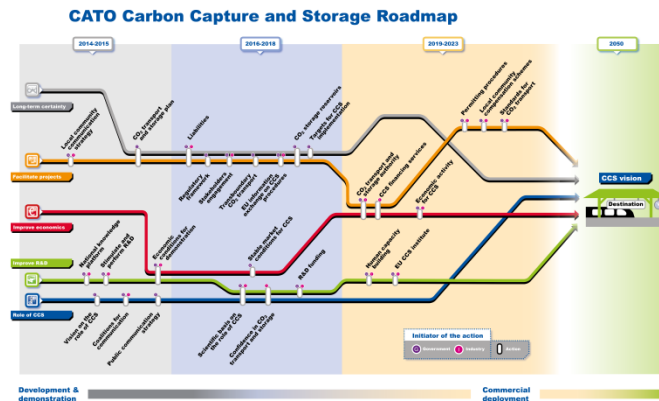 CATO Carbon Capture and Storage Roadmap
2014-2015
2016-2018
2019-2023
2050
Long-term certainty
Local community
communication
strategy
CO₂ transport
and storage plan
Liabilities
CO₂ storage reservoirs
Targets for CCS
implementation
Permitting procedures
Local community
compensation schemes
Standards for
CO₂ transport
Facilitate projects
Regulatory
framework
Stakeholders
engagement
Transboundary
CO₂ transport
EU information
exchange on CCS
procedures
CO₂ transport and
storage authority
CCS financing services
Economic activity
for CCS
CCS vision
Destination
Improve economics
National knowledge
platform
Stimulate and
perform R&D
Economic
conditions for
demonstration
Stable market
conditions for CCS
Improve R&D
R&D funding
Human capacity
building
EU CCS institute
Role of CCS
Vision on the
role of CCS
Coalitions for
communication
Public communication
strategy
Scientific basis on
the role of CCS
Confidence in CO₂
transport and storage
Initiator of the action
Government
Industry
Action
Development &
demonstration
Commercial
deployment